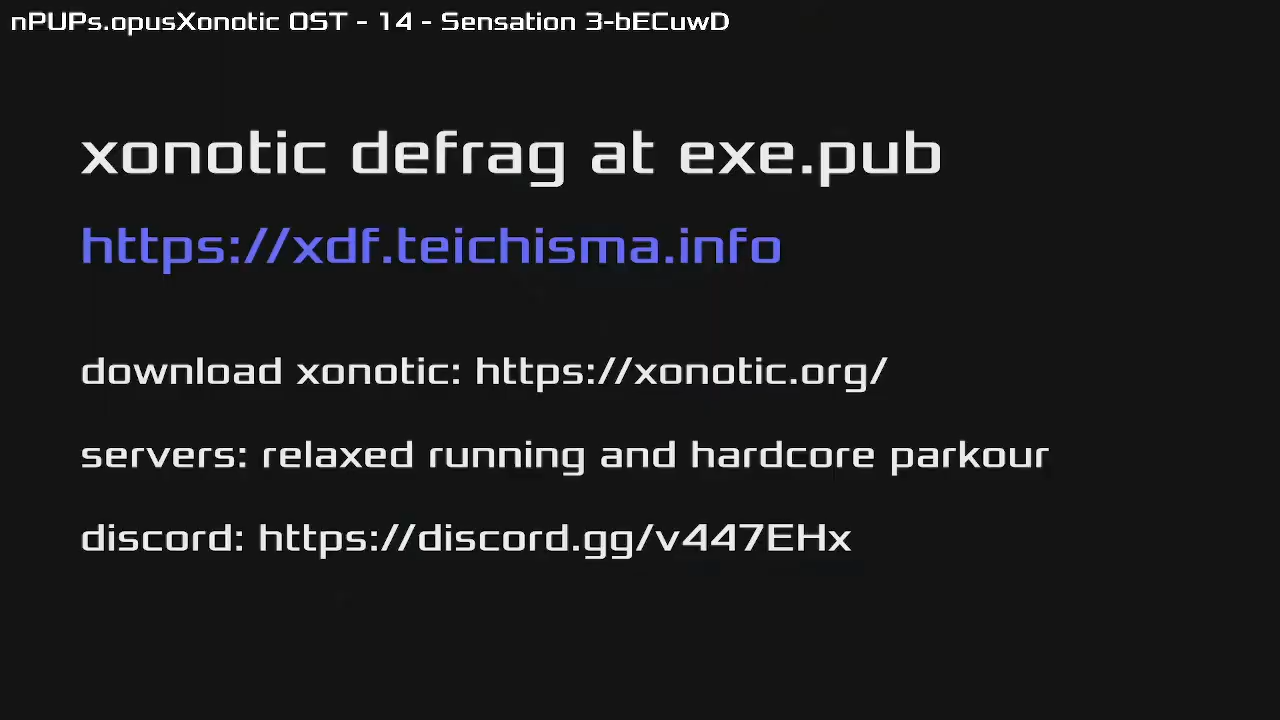 nPUPs.opusXonotic OST - 14 - Sensation 3-bECuwD
xonotic defrag at exe.pub
https://xdf.teichisma.info
download xonotic: https://xonotic.org/
servers: relaxed running and hardcore parkour
discord: https://discord.gg/v447EHx